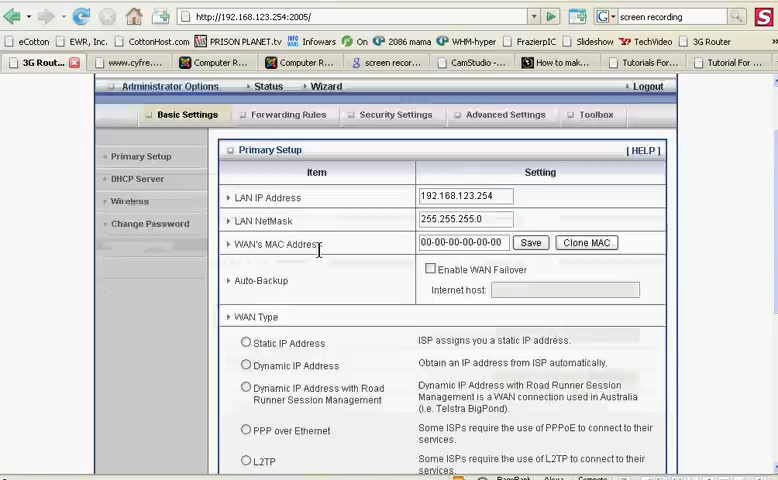 http://192.168.123.254:2005/
screen recording
eCotton EWR, Inc. CottonHost.com PRISON PLANET.tv Infowars On 2086 mama WHM-hyper FrazierpIC Slideshow TechVideo 3G Router
3G Rout... www.cyfre.... Computer R... Computer R... screen recor... CamStudio -... How to mak... Tutorials For... Tutorial For ...
Administrator Options Status Wizard Logout
Basic Settings Forwarding Rules Security Settings Advanced Settings Toolbox
Primary Setup [ HELP ]
Primary Setup
DHCP Server
Wireless
Change Password
Item Setting
LAN IP Address 192.168.123.254
LAN NetMask 255.255.255.0
WAN's MAC Address 00-00-00-00-00-00 Save Clone MAC
Auto-Backup Enable WAN Failover
Internet host:
WAN Type
Static IP Address ISP assigns you a static IP address.
Dynamic IP Address Obtain an IP address from ISP automatically.
Dynamic IP Address with Road Runner Session Management Dynamic IP Address with Road Runner Session
Management is a WAN connection used in Australia
(i.e. Telstra BigPond).
PPP over Ethernet Some ISPs require the use of PPPoE to connect to their
services.
L2TP Some ISPs require the use of L2TP to connect to their
services.